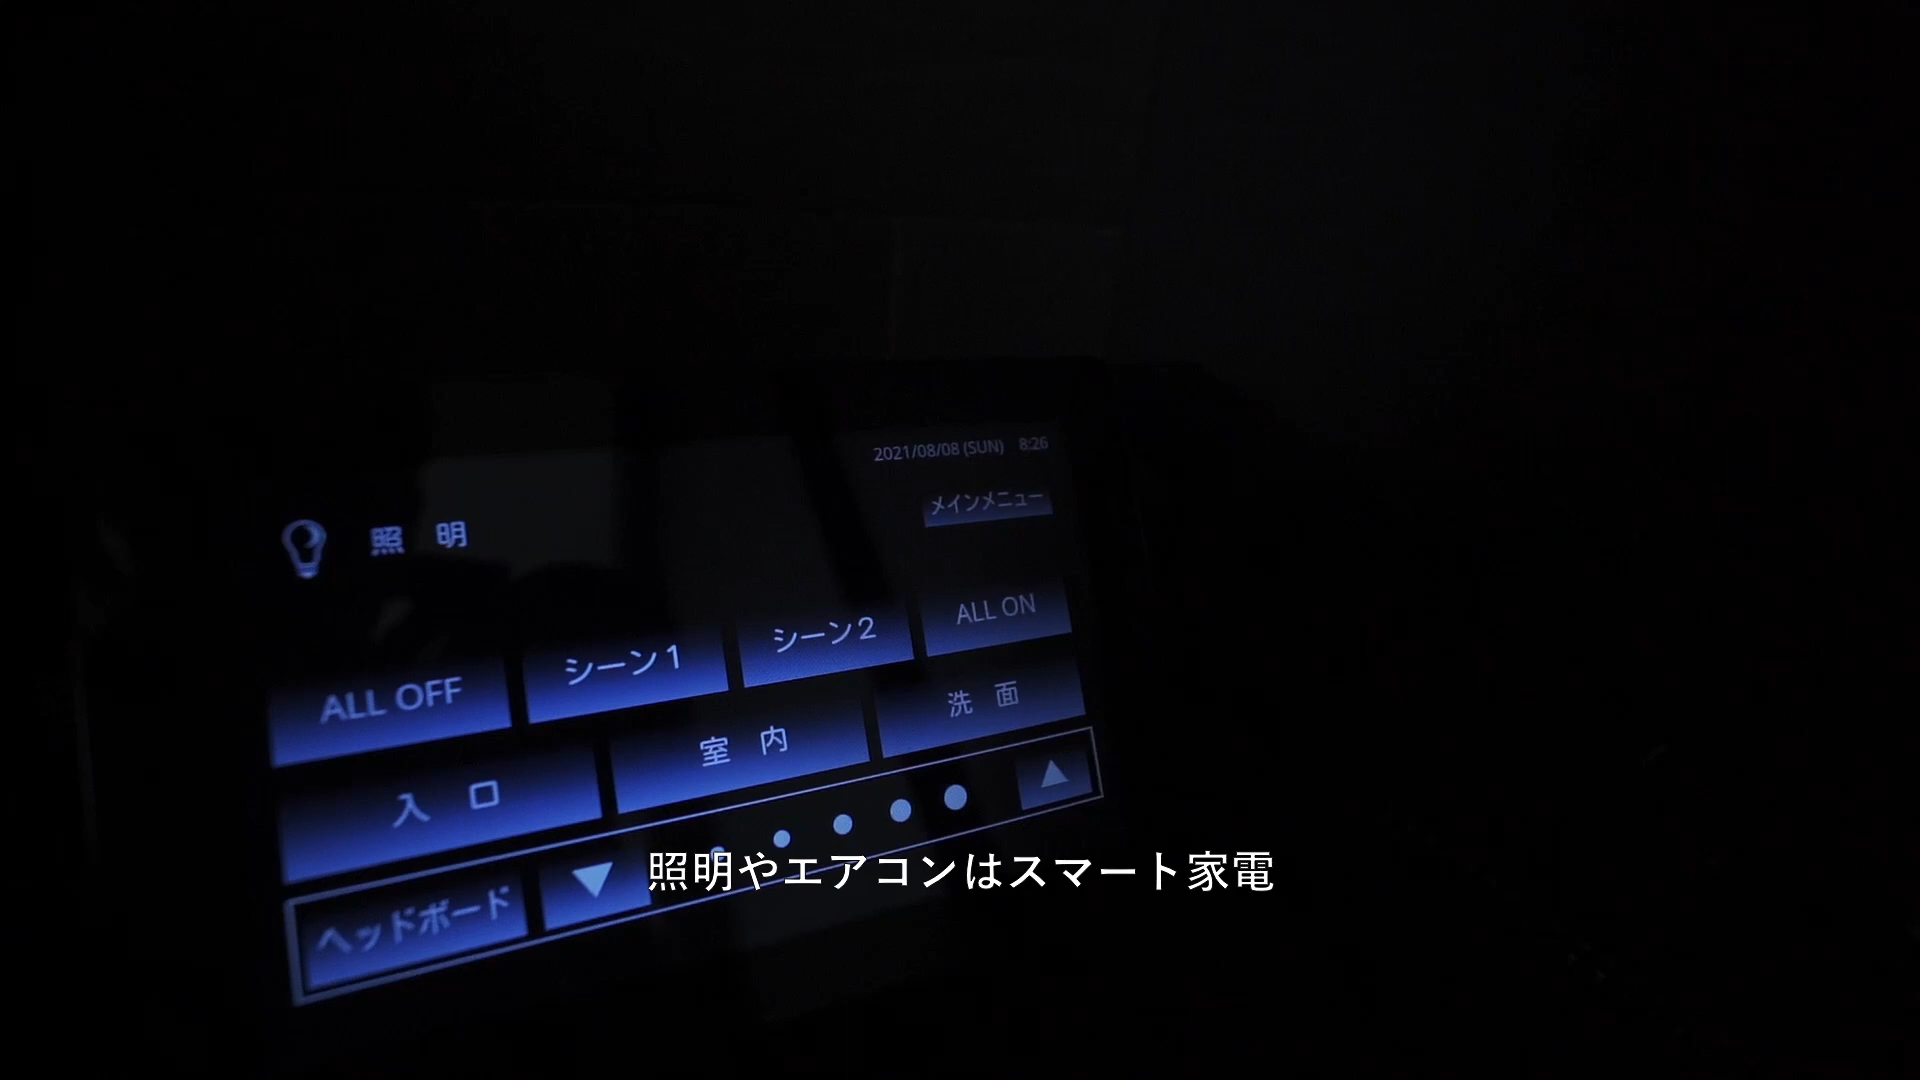 2021/08/08 (SUN) 8:26
メインメニュー
照 明
ALL OFF シーン1 シーン2 ALL ON
入 口 室 内 洗 面
ヘッドボード ▼ ▲
照明やエアコンはスマート家電